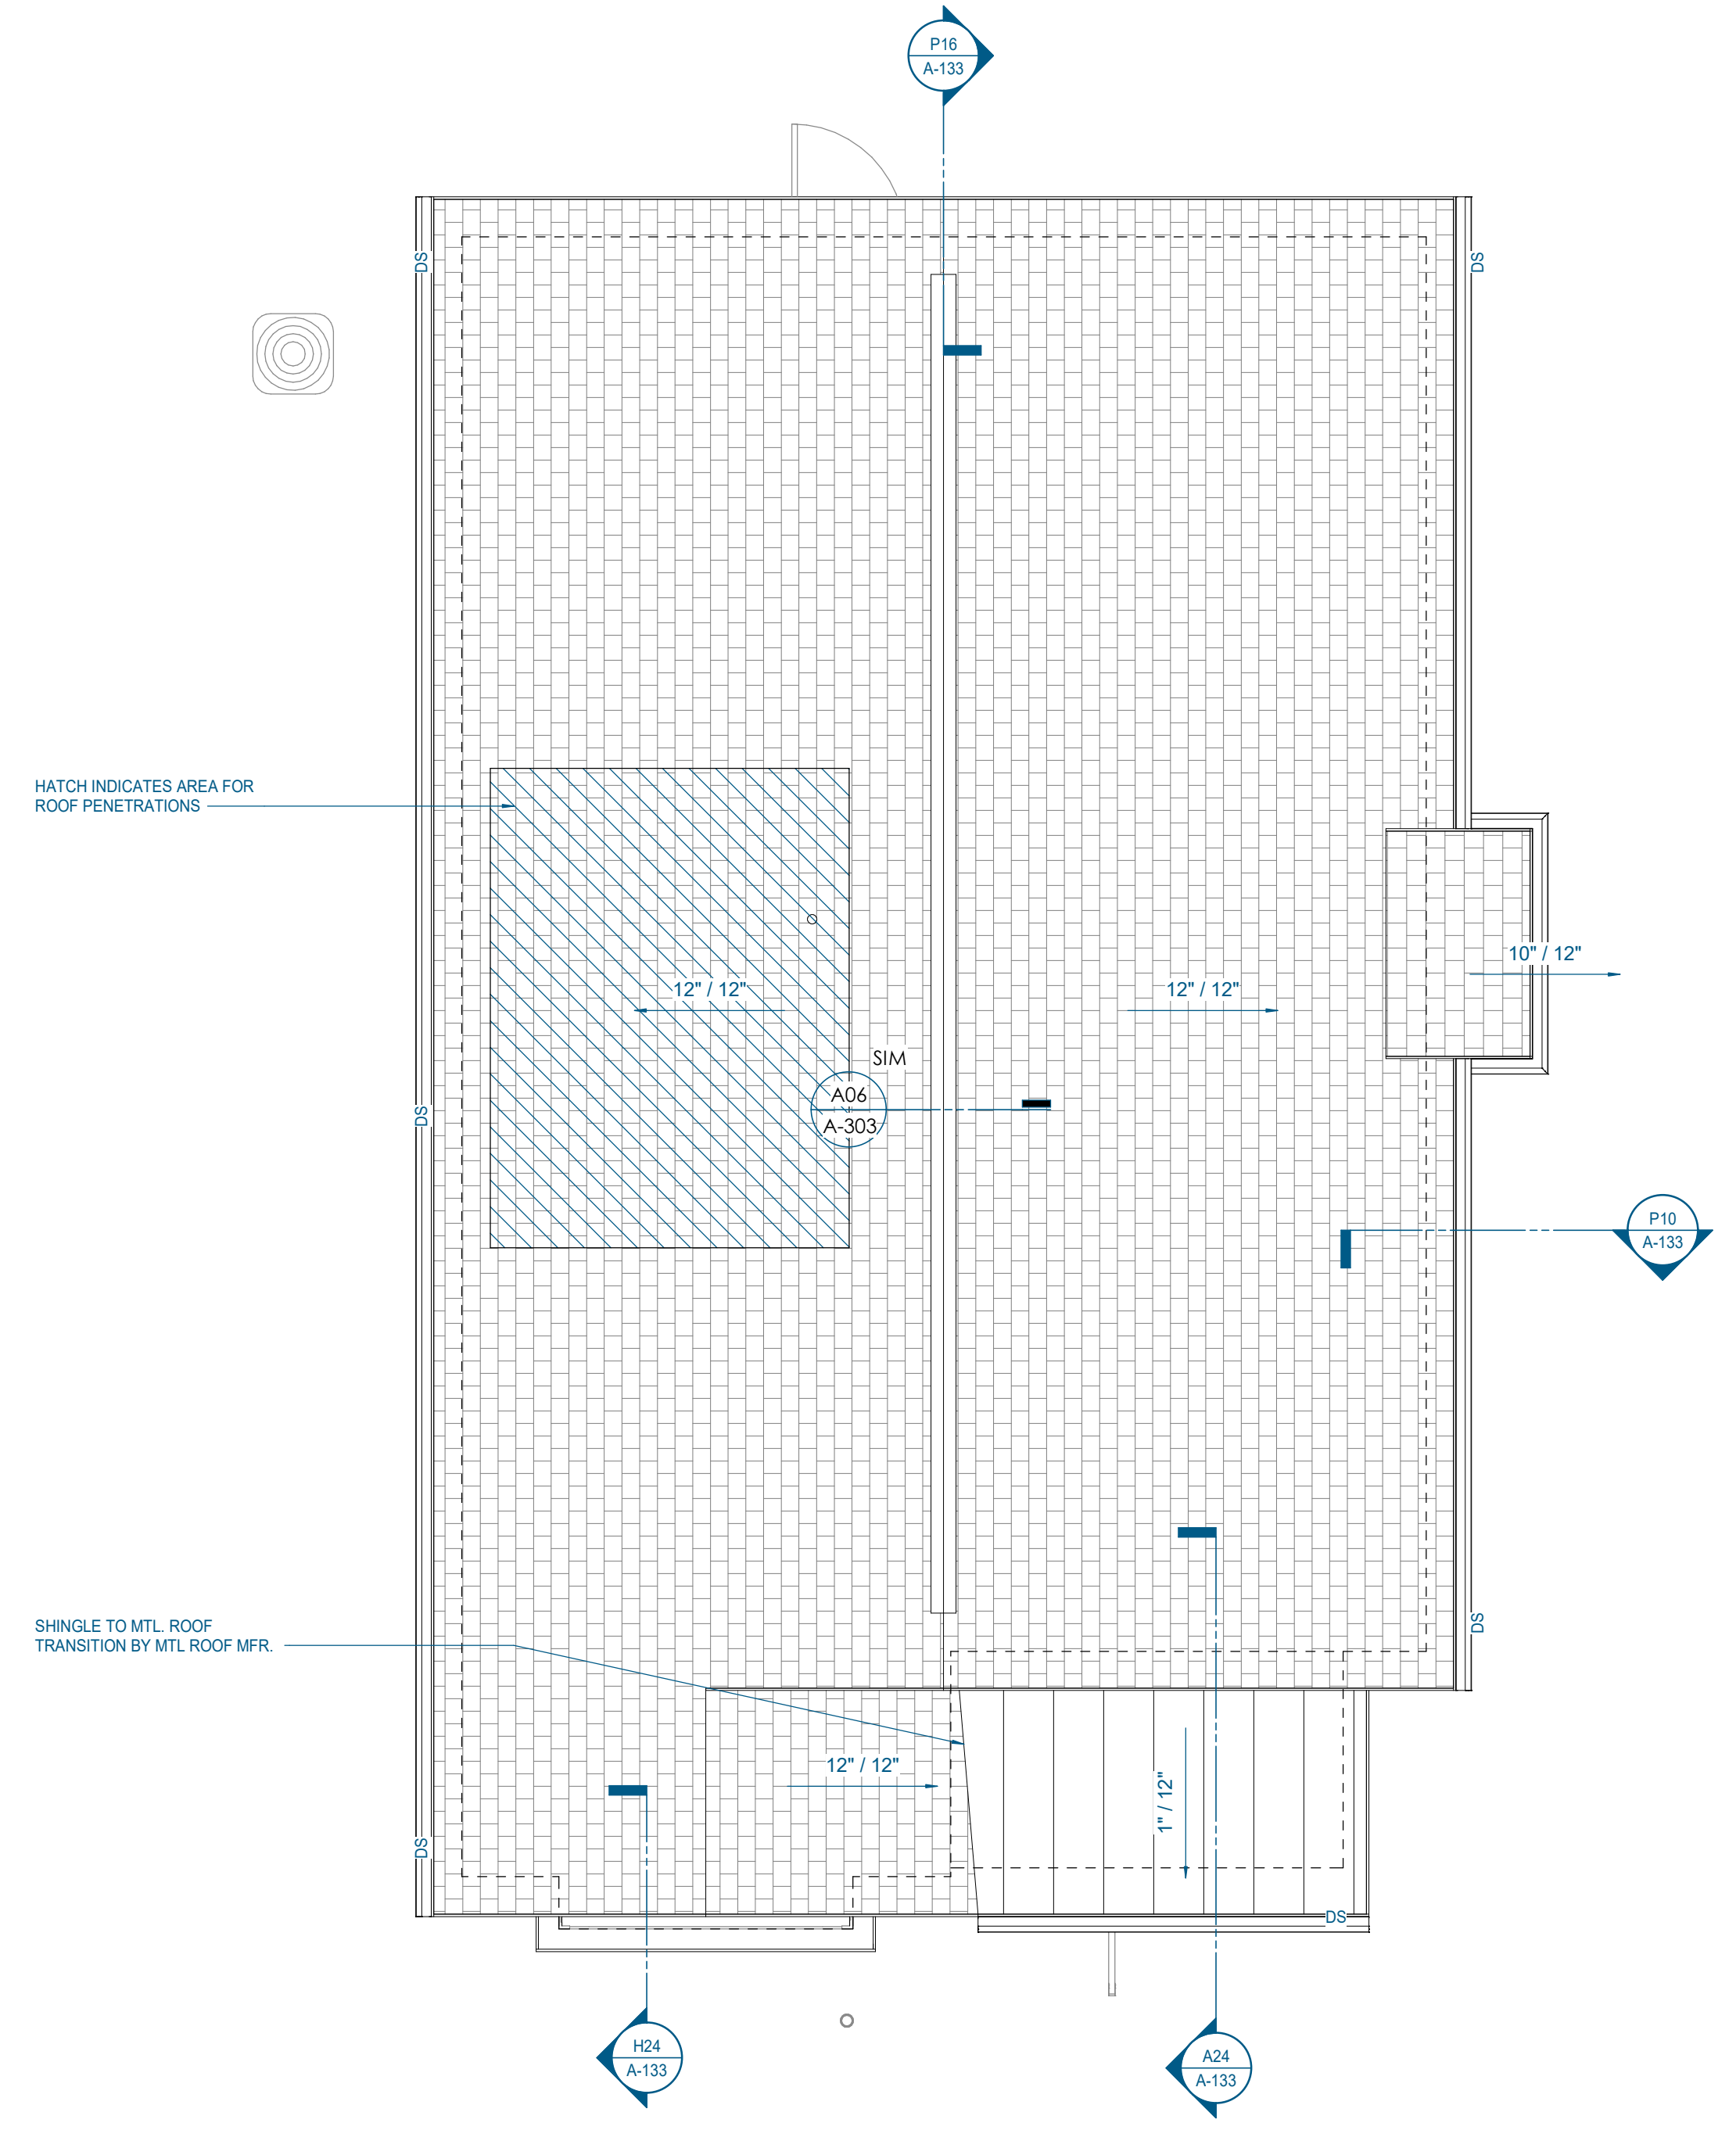 P16
A-133
DS
DS
HATCH INDICATES AREA FOR
ROOF PENETRATIONS
10" / 12"
12" / 12"
12" / 12"
SIM
A06
A-303
DS
P10
A-133
SHINGLE TO MTL. ROOF
TRANSITION BY MTL ROOF MFR.
DS
12" / 12"
1" / 12"
DS
DS
H24
A-133
A24
A-133